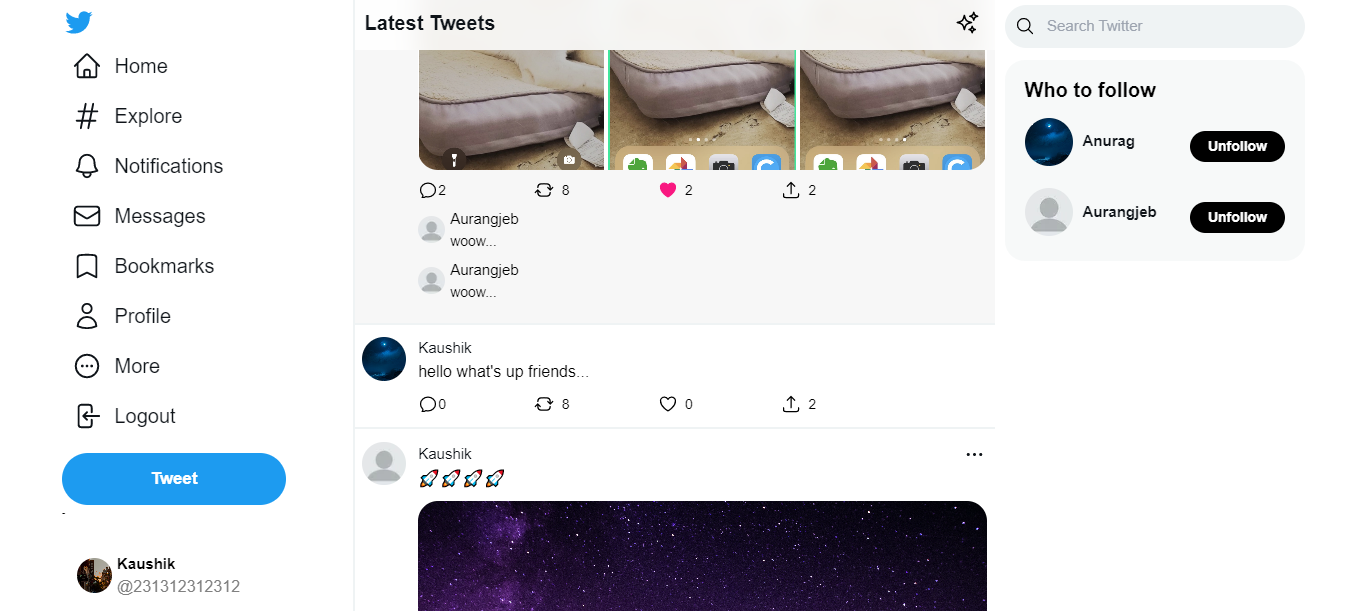 Home
Explore
Notifications
Messages
Bookmarks
Profile
More
Logout
Tweet
Kaushik
@231312312312
Latest Tweets
2 8 2 2
Aurangjeb
woow...
Aurangjeb
woow...
Kaushik
hello what's up friends...
0 8 0 2
Kaushik
🚀🚀🚀🚀
Search Twitter
Who to follow
Anurag
Unfollow
Aurangjeb
Unfollow